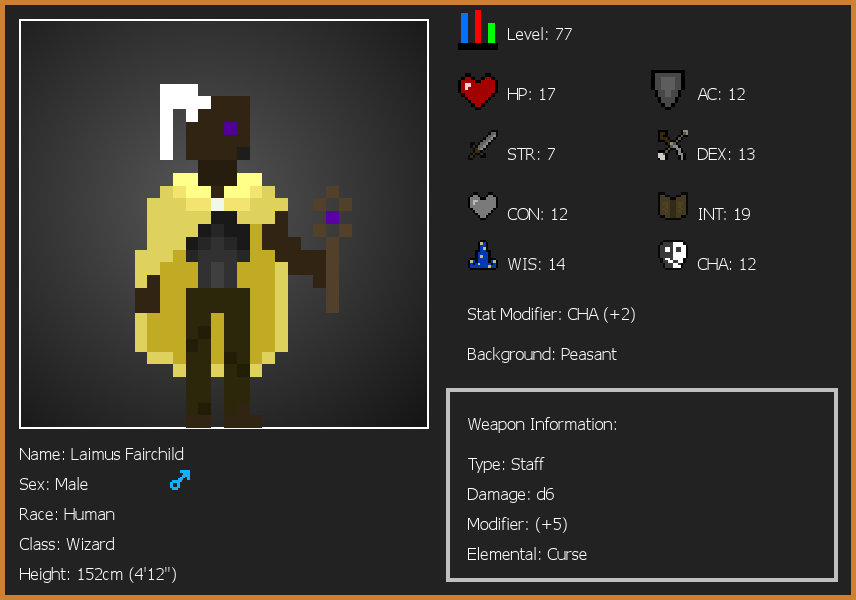 Level: 77
HP: 17
AC: 12
STR: 7
DEX: 13
CON: 12
INT: 19
WIS: 14
CHA: 12
Stat Modifier: CHA (+2)
Background: Peasant
Weapon Information:
Type: Staff
Damage: d6
Modifier: (+5)
Elemental: Curse
Name: Laimus Fairchild
Sex: Male
Race: Human
Class: Wizard
Height: 152cm (4'12")